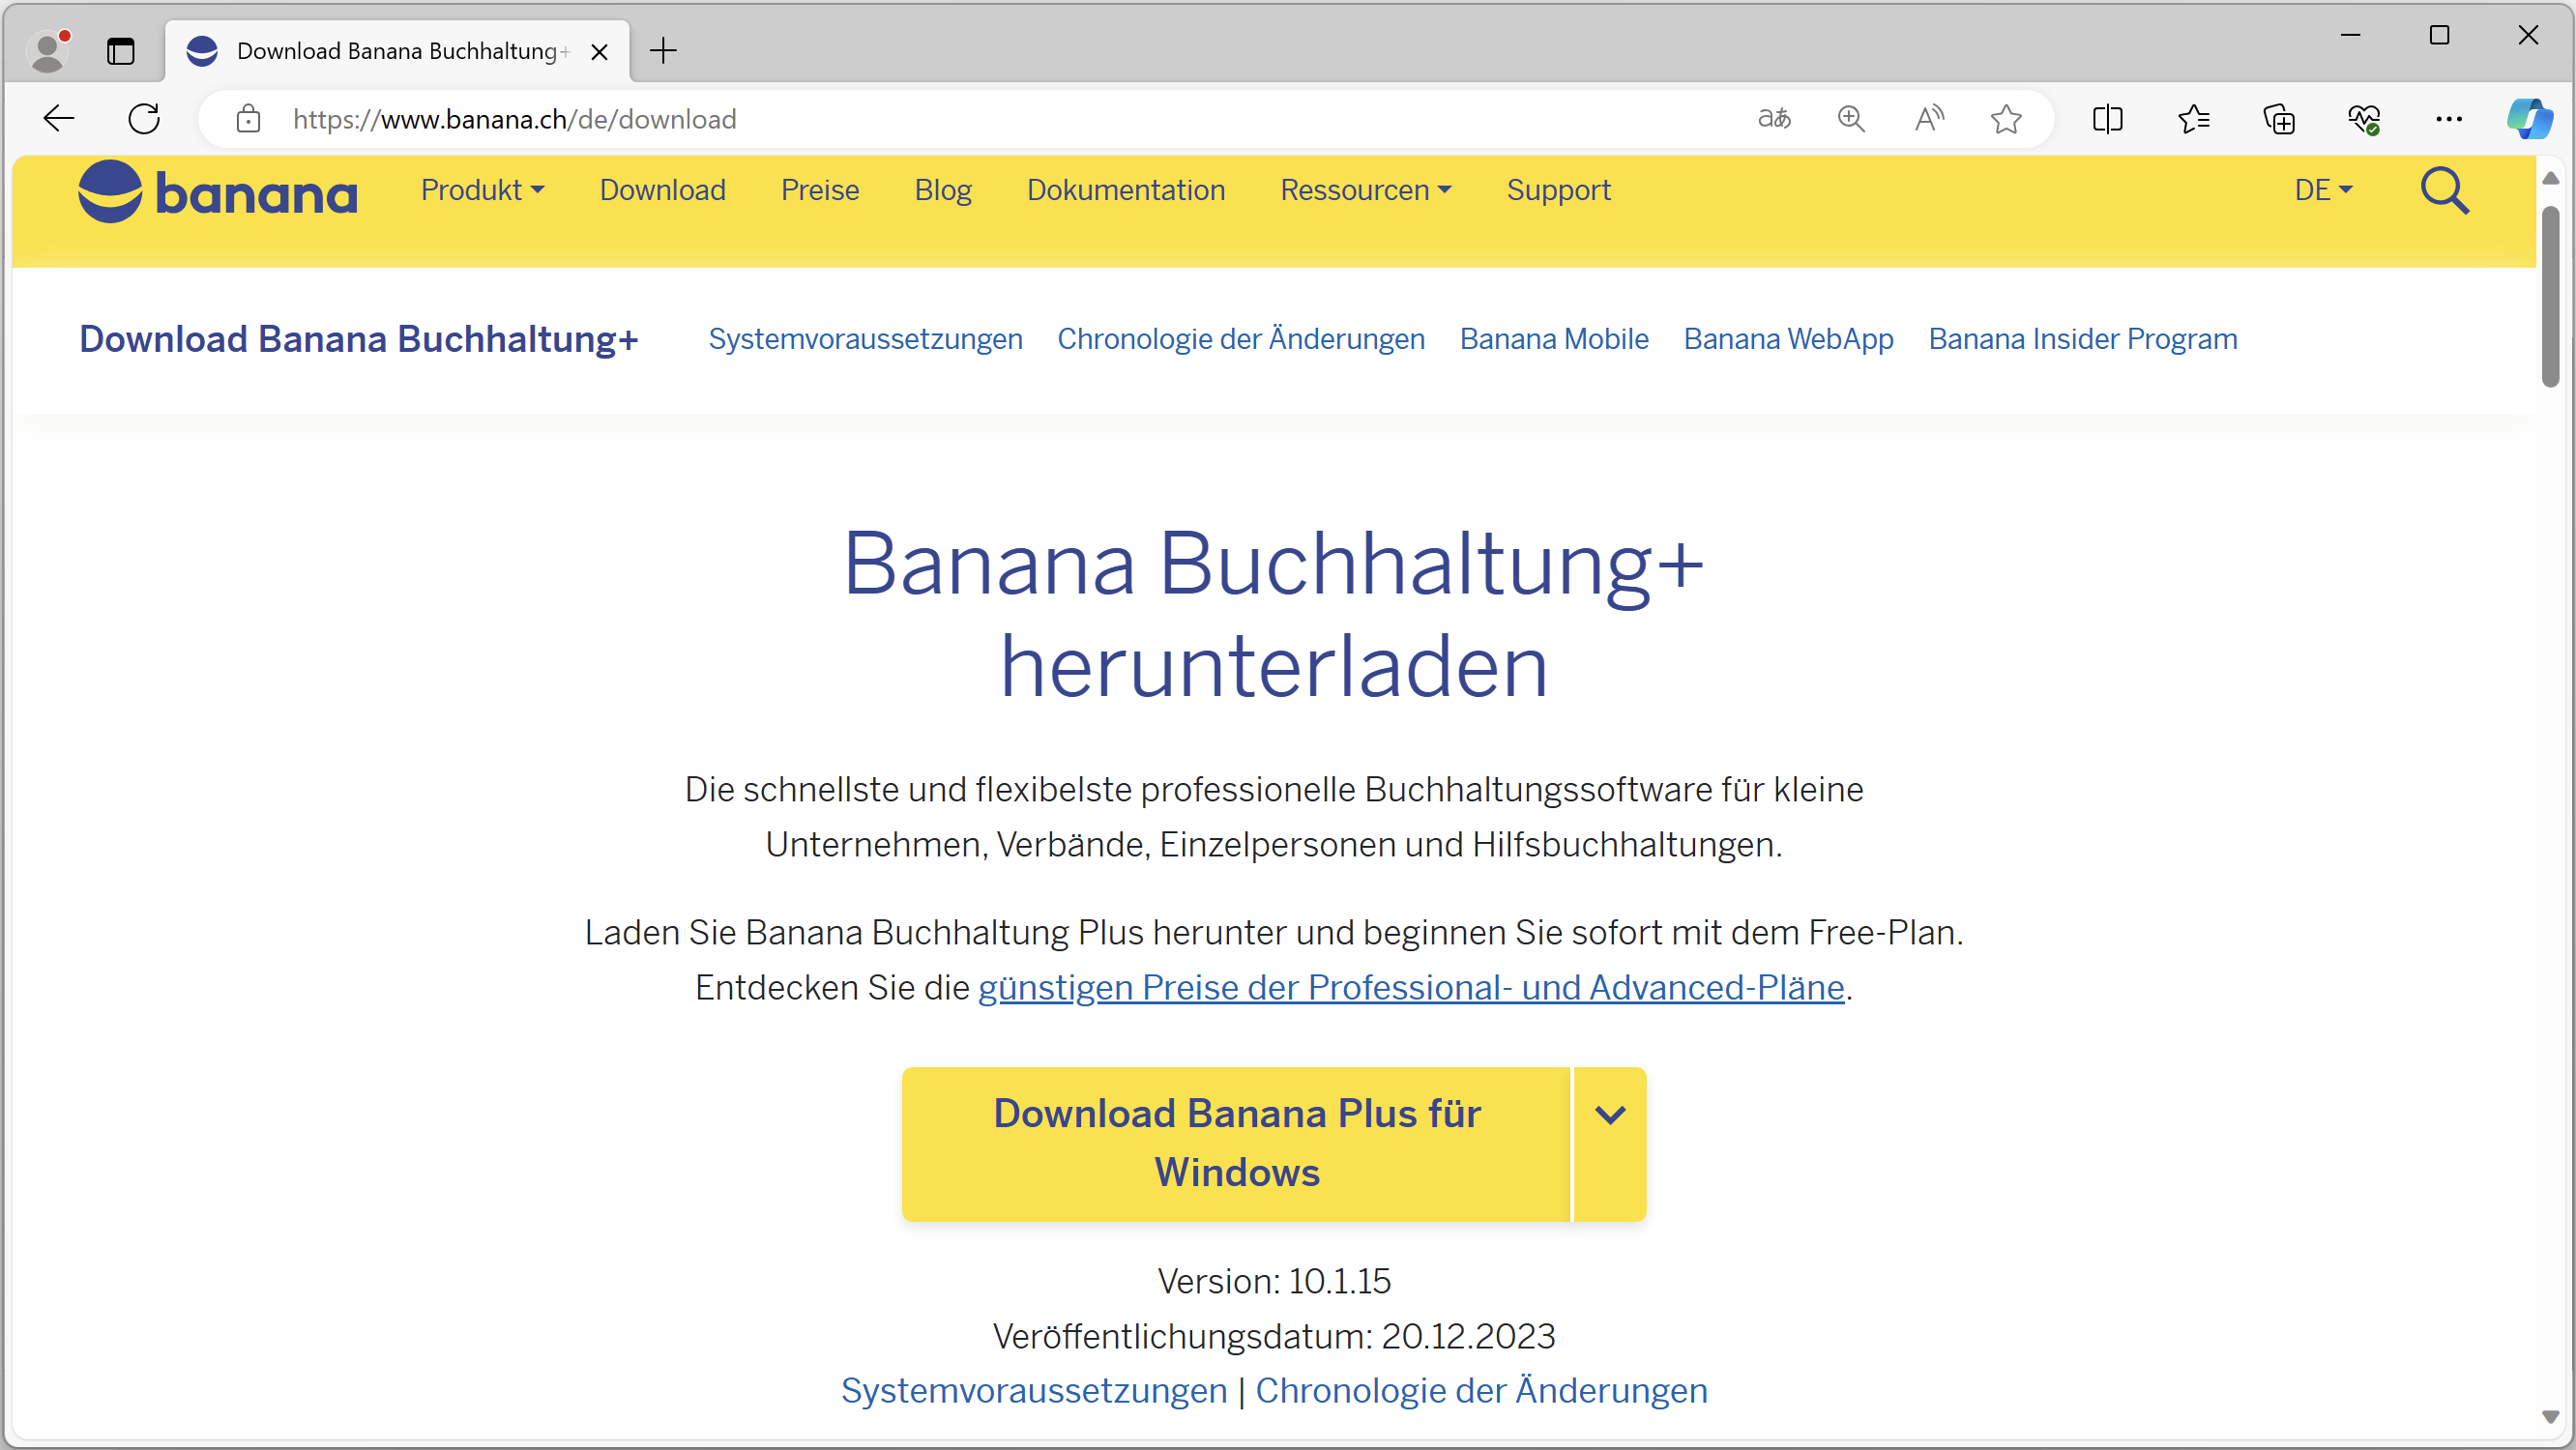 Download Banana Buchhaltung+
https://www.banana.ch/de/download
banana Produkt Download Preise Blog Dokumentation Ressourcen Support DE
Download Banana Buchhaltung+ Systemvoraussetzungen Chronologie der Änderungen Banana Mobile Banana WebApp Banana Insider Program
Banana Buchhaltung+
herunterladen
Die schnellste und flexibelste professionelle Buchhaltungssoftware für kleine
Unternehmen, Verbände, Einzelpersonen und Hilfsbuchhaltungen.
Laden Sie Banana Buchhaltung Plus herunter und beginnen Sie sofort mit dem Free-Plan.
Entdecken Sie die günstigen Preise der Professional- und Advanced-Pläne.
Download Banana Plus für
Windows
Version: 10.1.15
Veröffentlichungsdatum: 20.12.2023
Systemvoraussetzungen | Chronologie der Änderungen